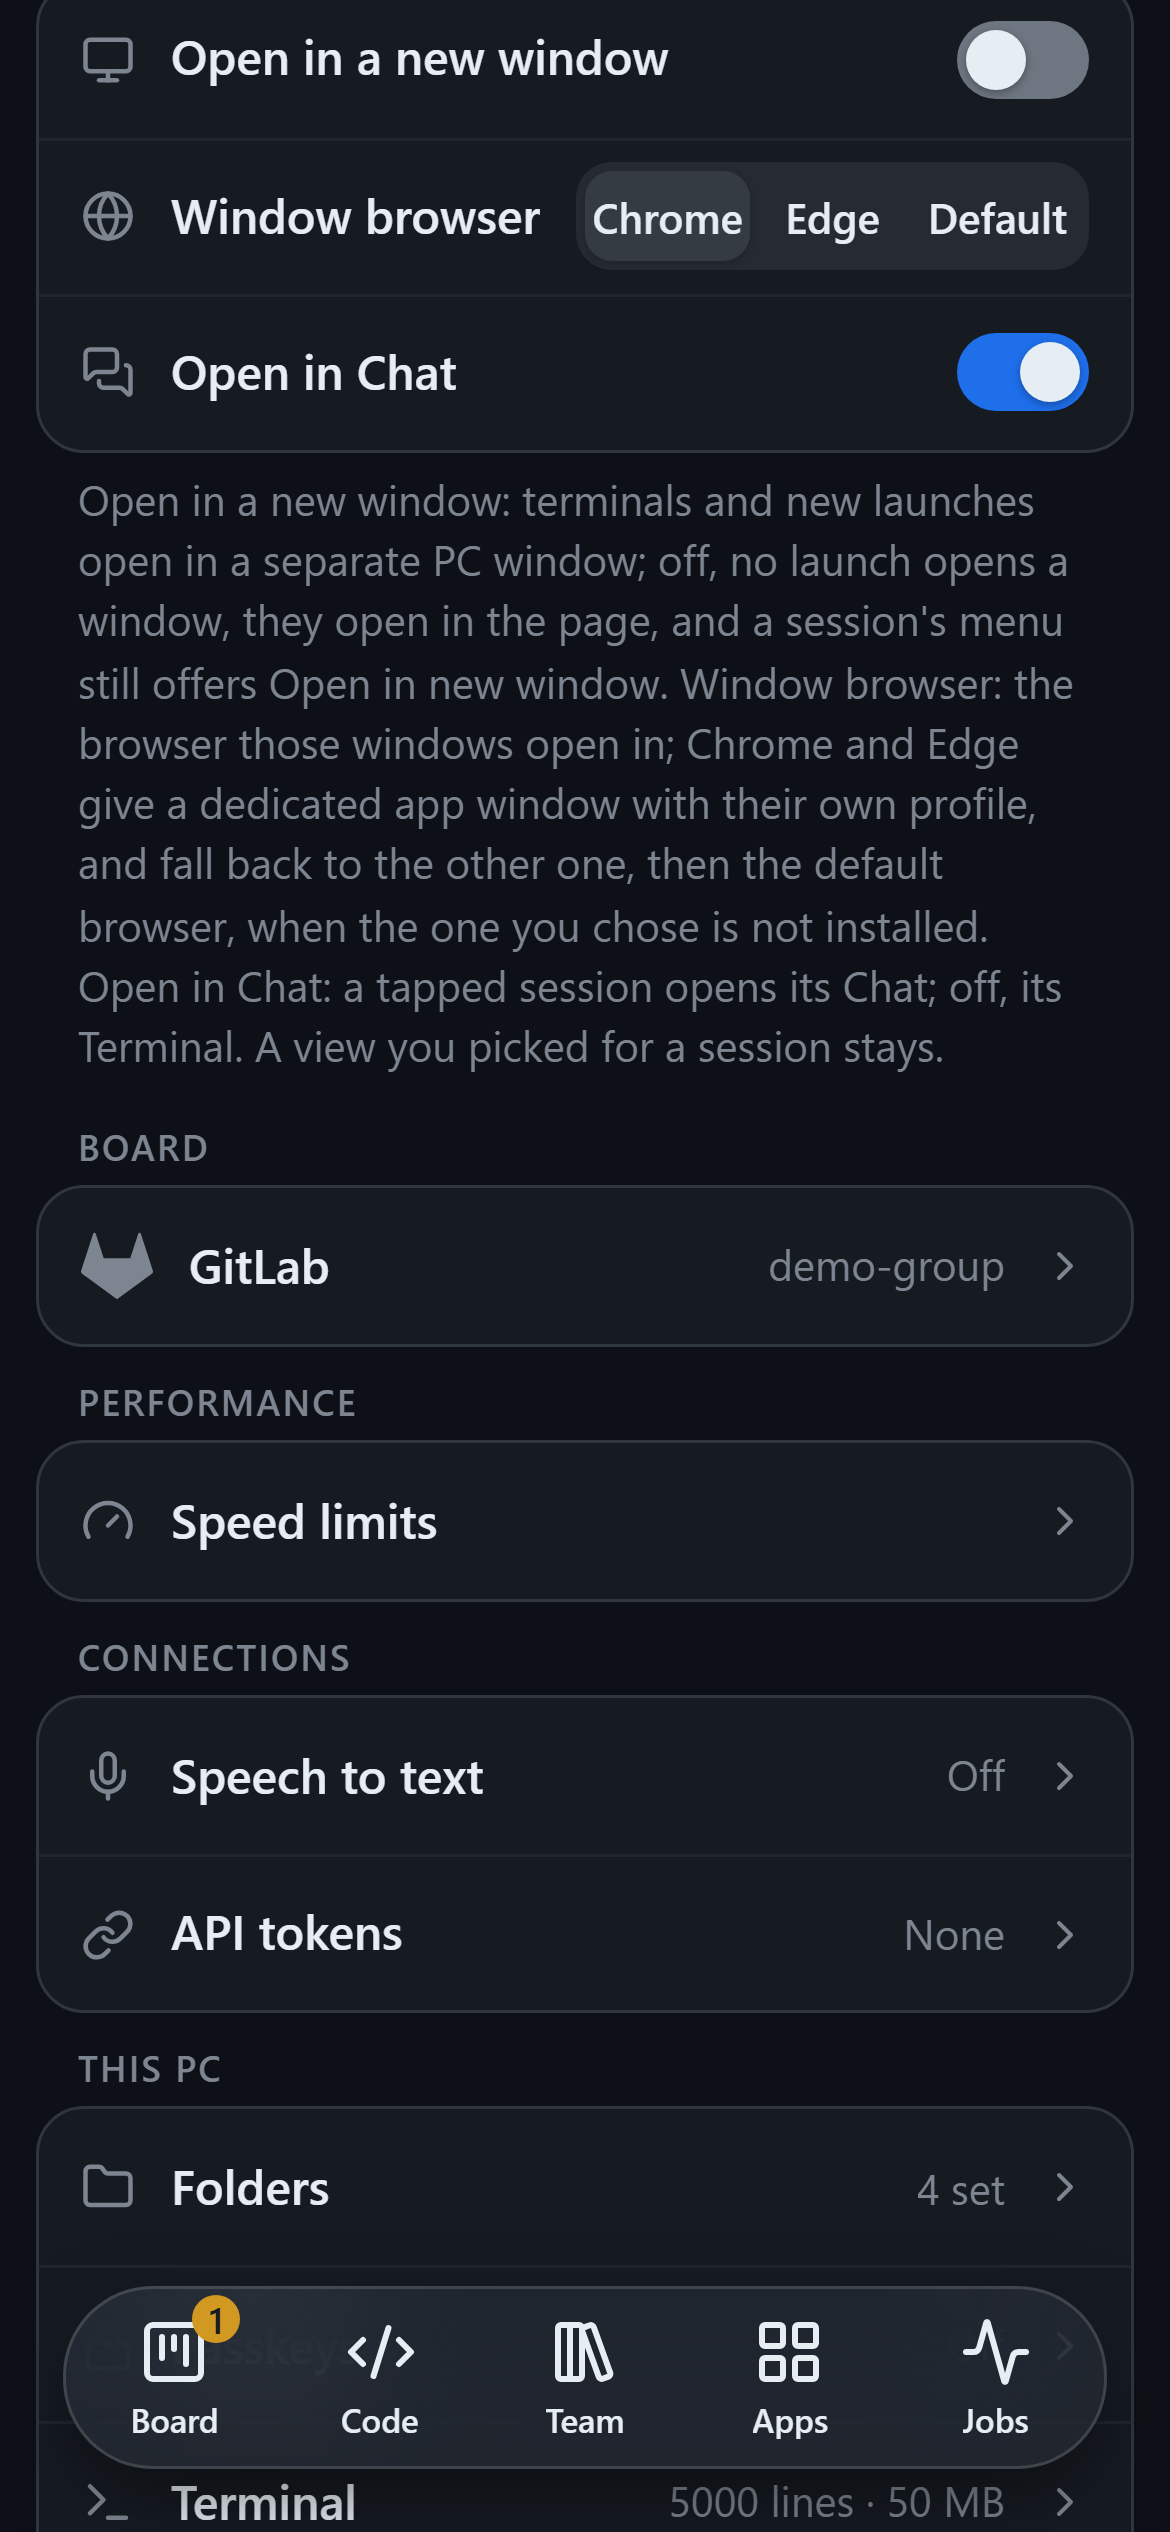 Open in a new window
Window browser Chrome Edge Default
Open in Chat
Open in a new window: terminals and new launches
open in a separate PC window; off, no launch opens a
window, they open in the page, and a session's menu
still offers Open in new window. Window browser: the
browser those windows open in; Chrome and Edge
give a dedicated app window with their own profile,
and fall back to the other one, then the default
browser, when the one you chose is not installed.
Open in Chat: a tapped session opens its Chat; off, its
Terminal. A view you picked for a session stays.
BOARD
GitLab demo-group
PERFORMANCE
Speed limits
CONNECTIONS
Speech to text Off
API tokens None
THIS PC
Folders 4 set
1
Board Code Team Apps Jobs
Terminal 5000 lines · 50 MB